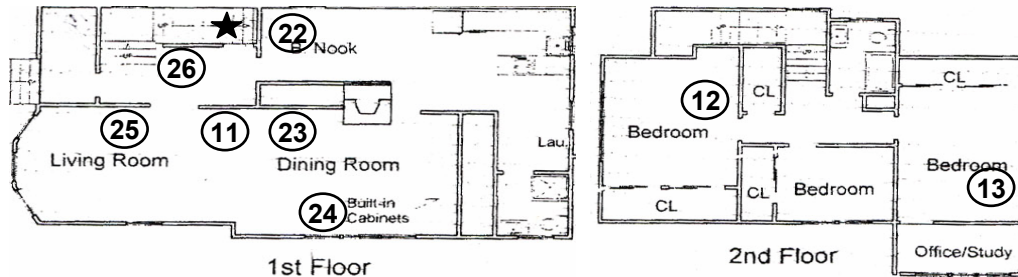 22
B. Nook
26
25
11
23
Living Room
Dining Room
Lau.
24
Built-in
Cabinets
1st Floor
12
CL
CL
Bedroom
Bedroom
13
CL
CL
Bedroom
2nd Floor
Office/Study